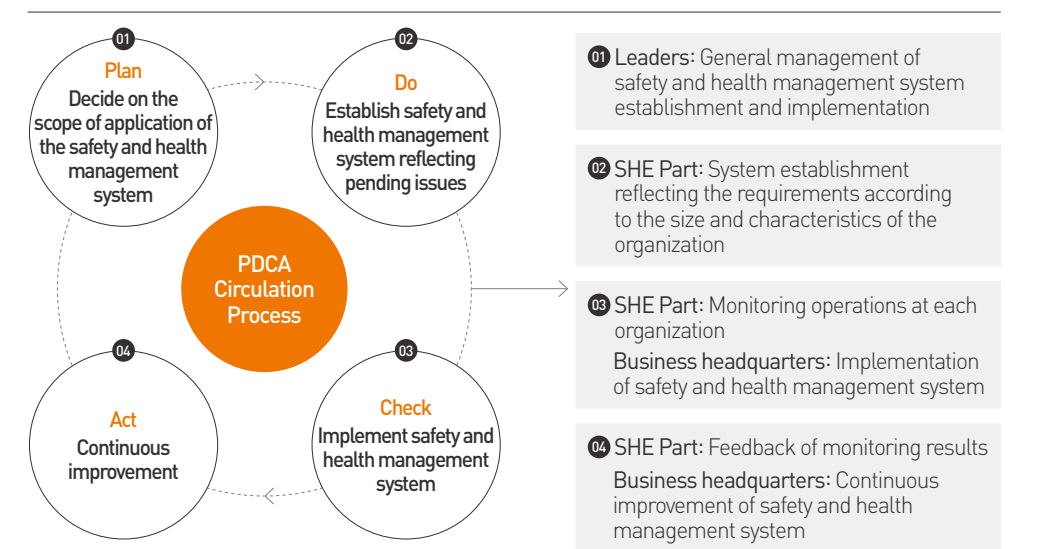 01
Plan
Decide on the
scope of application of
the safety and health
management
system
02
Do
Establish safety and
health management
system reflecting
pending issues
PDCA
Circulation
Process
03
Check
Implement safety and
health management
system
04
Act
Continuous
improvement
01 Leaders: General management of
safety and health management system
establishment and implementation
02 SHE Part: System establishment
reflecting the requirements according
to the size and characteristics of the
organization
03 SHE Part: Monitoring operations at each
organization
Business headquarters: Implementation
of safety and health management system
04 SHE Part: Feedback of monitoring results
Business headquarters: Continuous
improvement of safety and health
management system